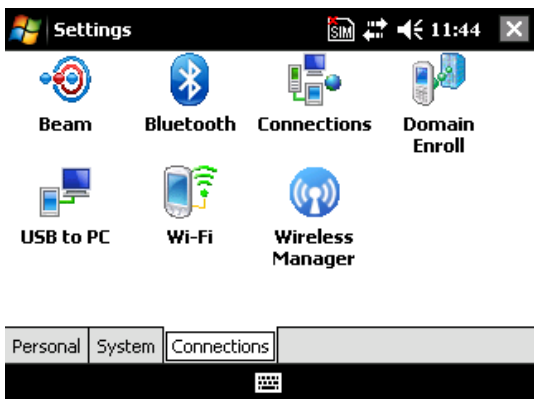 Settings SIM 11:44
Beam Bluetooth Connections Domain Enroll
USB to PC Wi-Fi Wireless Manager
Personal System Connections